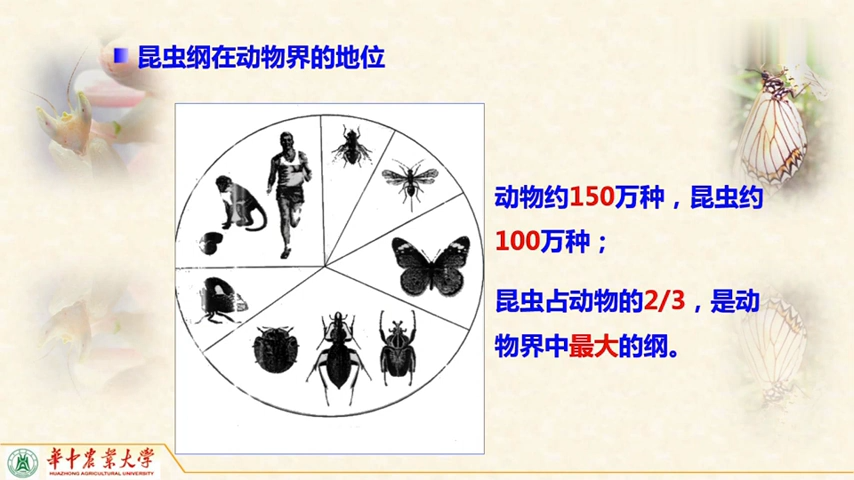 昆虫纲在动物界的地位
动物约150万种，昆虫约
100万种；
昆虫占动物的2/3，是动
物界中最大的纲。
华中农业大学
HUAZHONG AGRICULTURAL UNIVERSITY